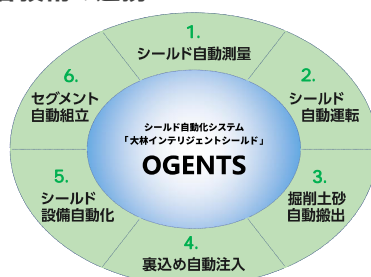 1.
シールド自動測量
2.
シールド
自動運転
3.
掘削土砂
自動搬出
4.
裏込め自動注入
5.
シールド
設備自動化
6.
セグメント
自動組立
シールド自動化システム
「大林インテリジェントシールド」
OGENTS